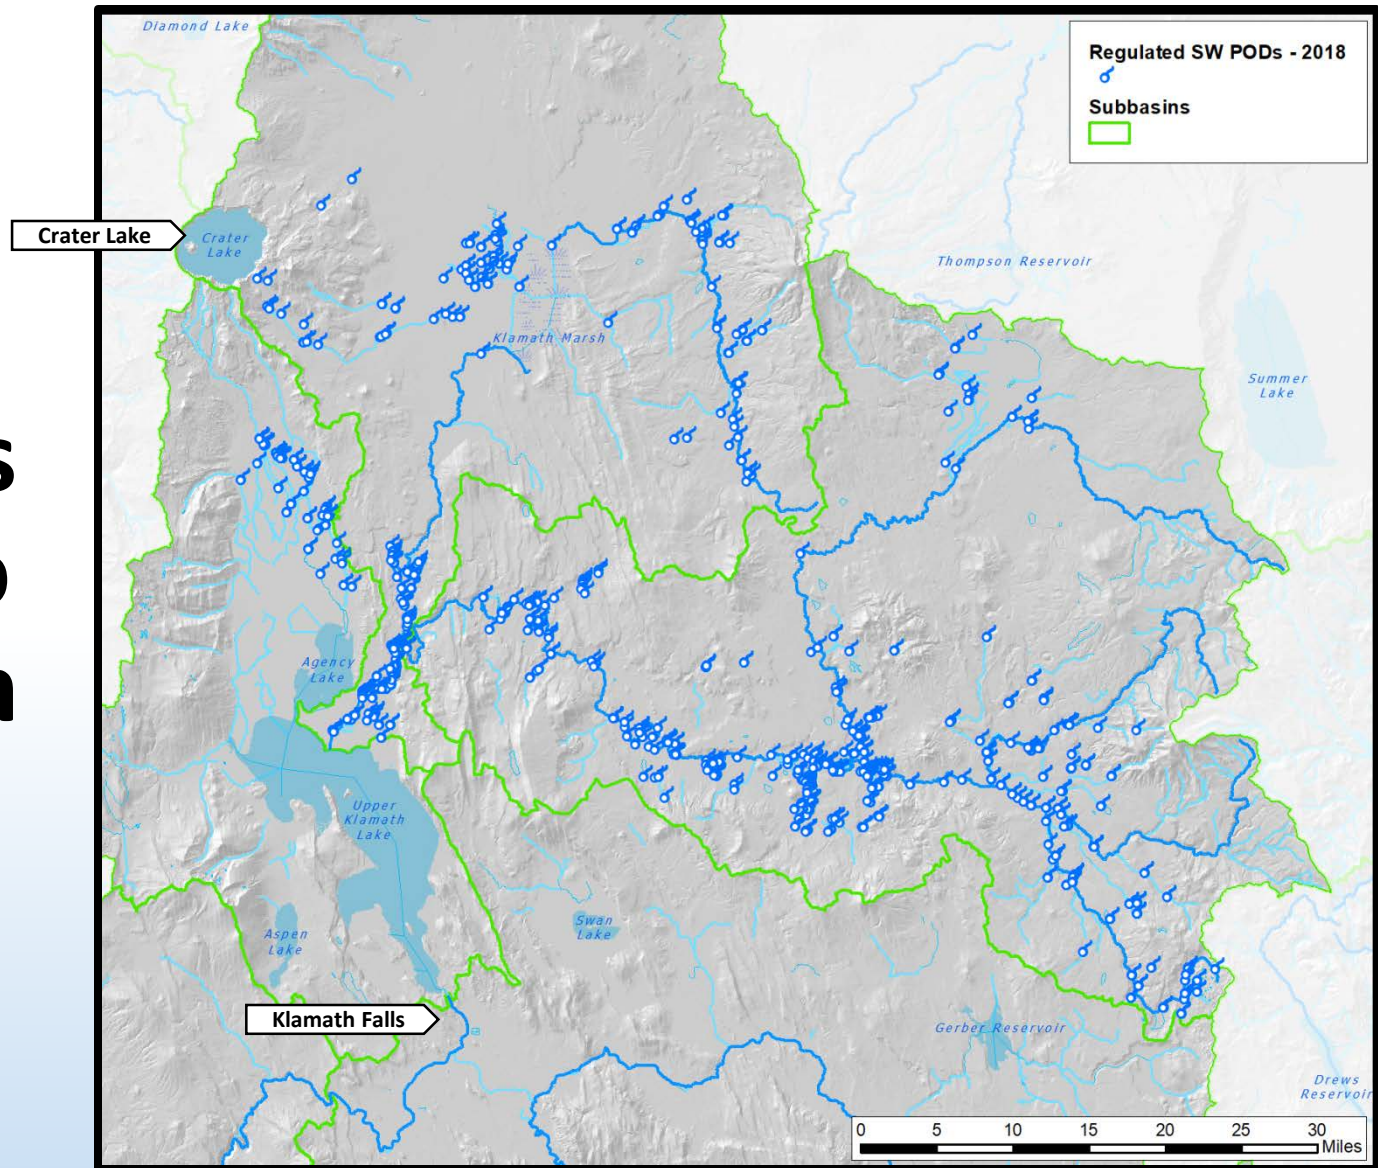 Diamond Lake
Regulated SW PODs - 2018
Subbasins
Crater Lake
Crater
Lake
Thompson Reservoir
Klamath Marsh
Summer
Lake
Agency
Lake
Upper
Klamath
Lake
Swan
Lake
Aspen
Lake
Klamath Falls
Gerber Reservoir
Drews
Reservoir
0 5 10 15 20 25 30
Miles